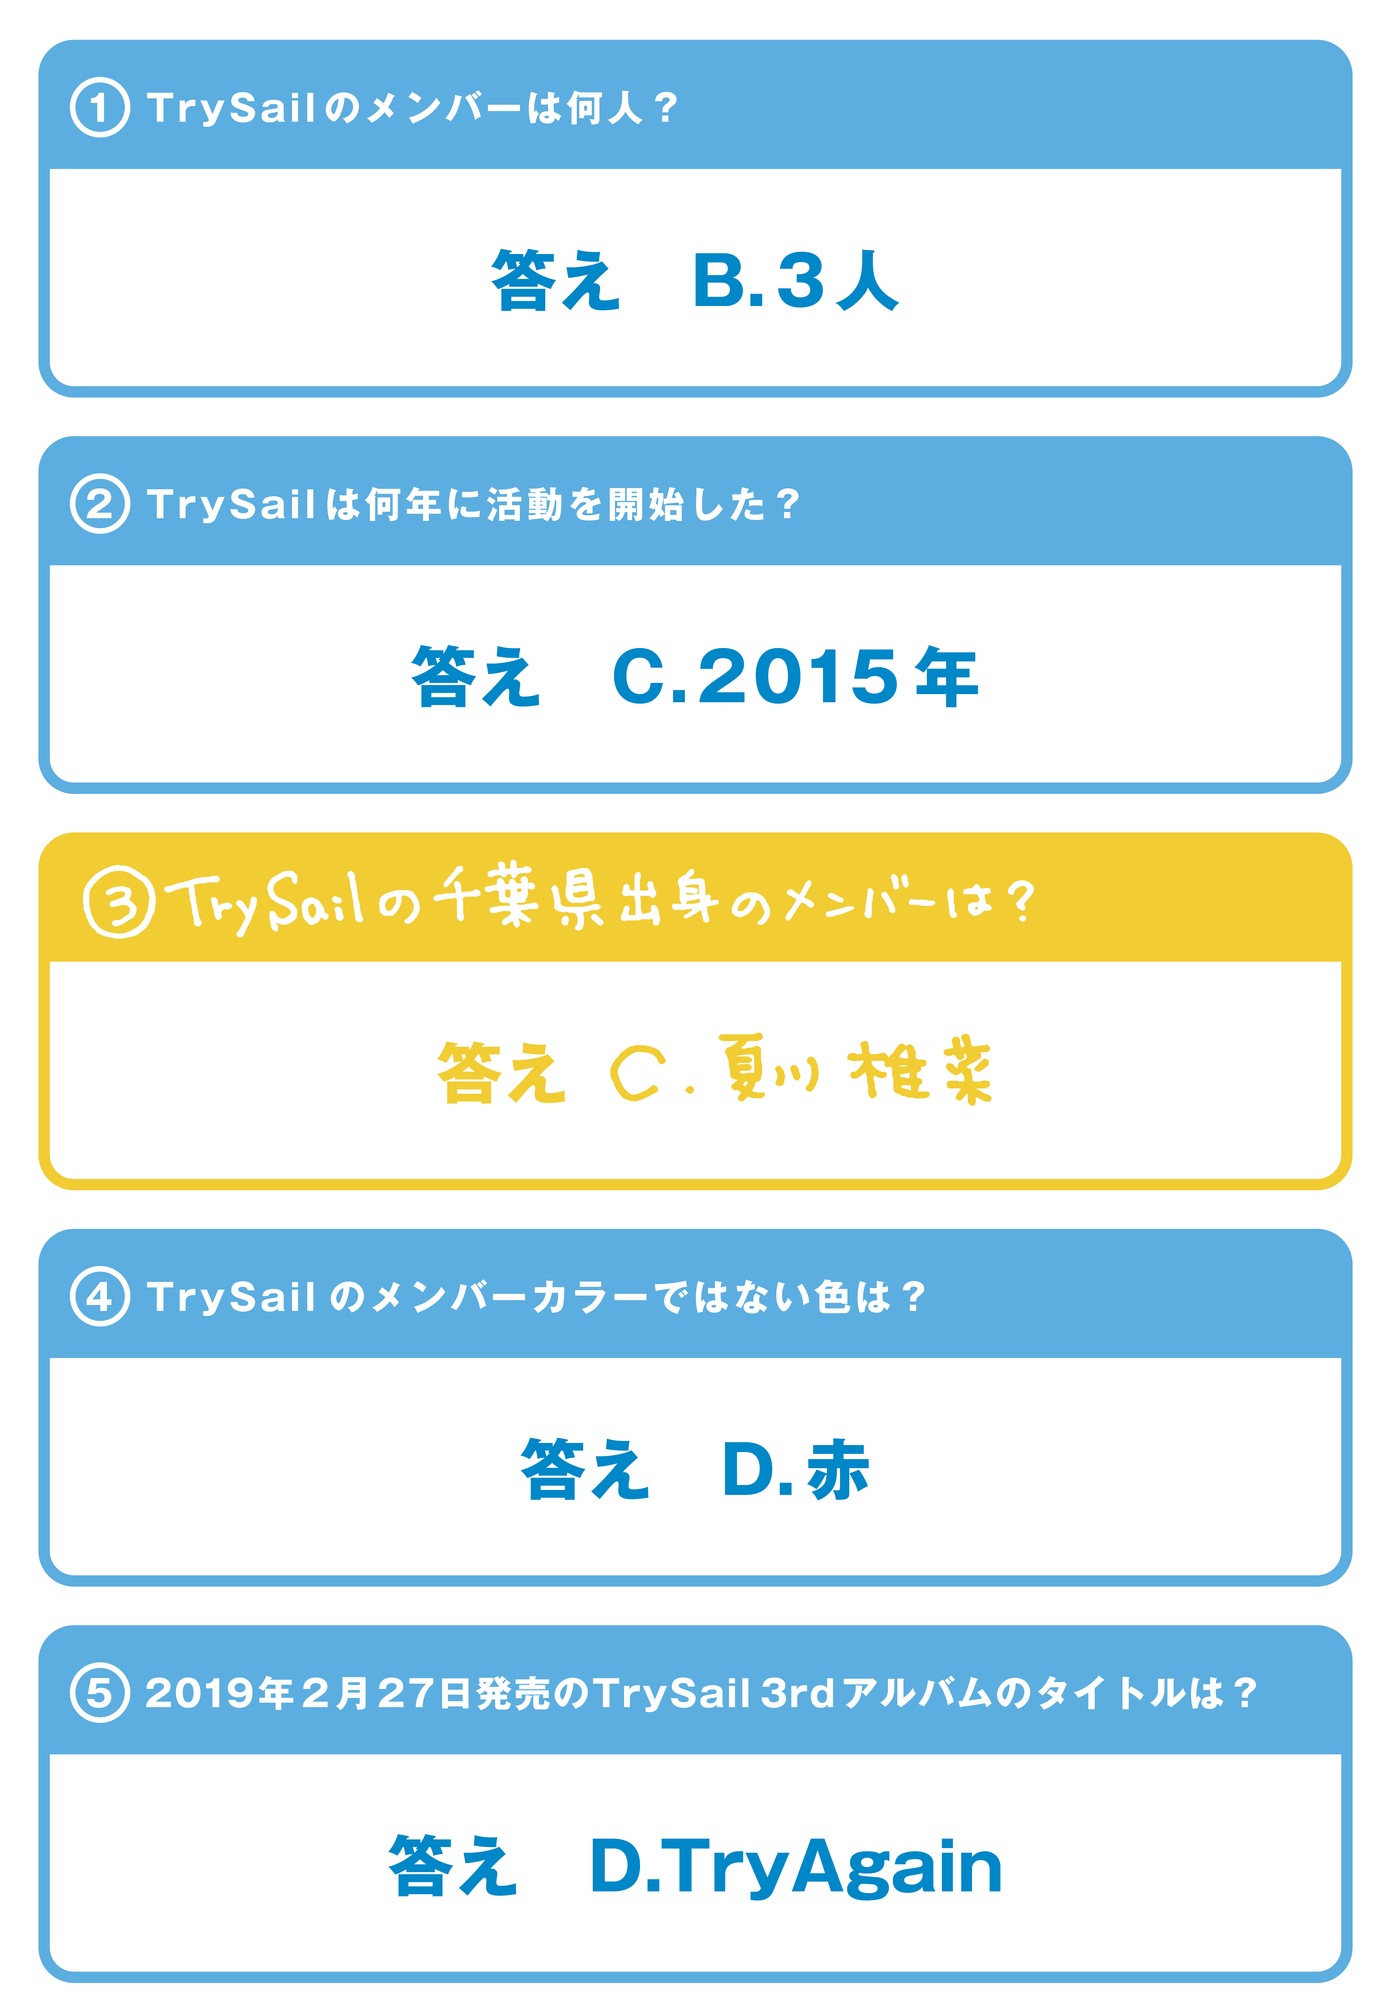 ① TrySailのメンバーは何人？
答え　B.3人
② TrySailは何年に活動を開始した？
答え　C.2015年
③ TrySailの千葉県出身のメンバーは？
答え C.夏川 椎菜
④ TrySailのメンバーカラーではない色は？
答え　D.赤
⑤ 2019年2月27日発売のTrySail 3rdアルバムのタイトルは？
答え　D.TryAgain